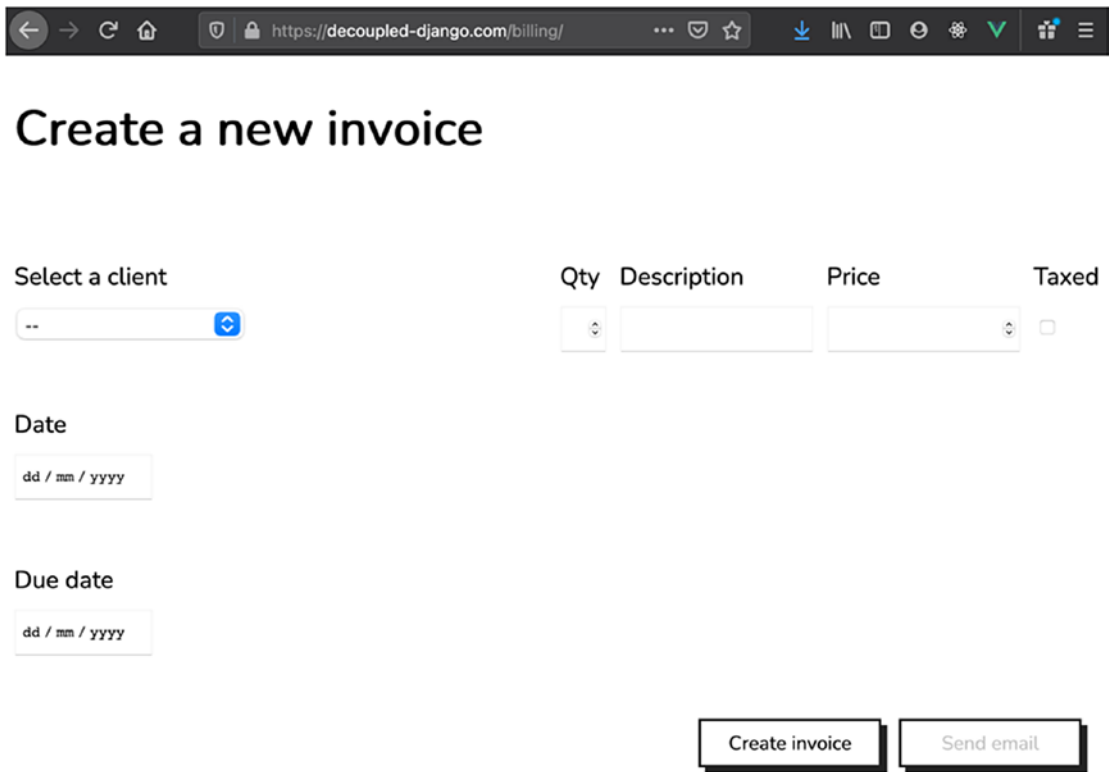 https://decoupled-django.com/billing/
Create a new invoice
Select a client
--
Qty Description Price Taxed
Date
dd / mm / yyyy
Due date
dd / mm / yyyy
Create invoice Send email